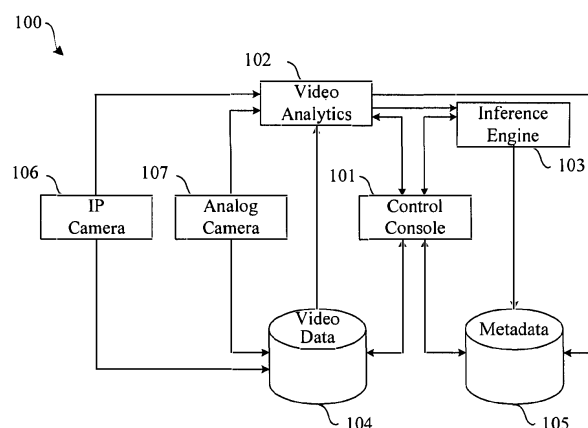 100
102
Video
Analytics
Inference
Engine
103
106
107
101
IP
Camera
Analog
Camera
Control
Console
Video
Data
Metadata
104
105